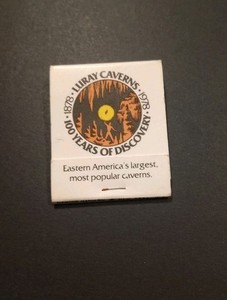 LURAY CAVERNS
• 1878 • 1978 •
100 YEARS OF DISCOVERY
Eastern America's largest,
most popular caverns.